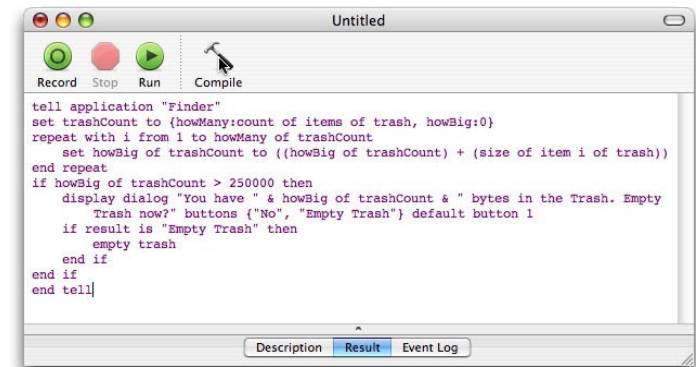 Untitled
Record Stop Run Compile
tell application "Finder"
set trashCount to {howMany:count of items of trash, howBig:0}
repeat with i from 1 to howMany of trashCount
set howBig of trashCount to ((howBig of trashCount) + (size of item i of trash))
end repeat
if howBig of trashCount > 250000 then
display dialog "You have " & howBig of trashCount & " bytes in the Trash. Empty
Trash now?" buttons {"No", "Empty Trash"} default button 1
if result is "Empty Trash" then
empty trash
end if
end if
end tell
Description Result Event Log